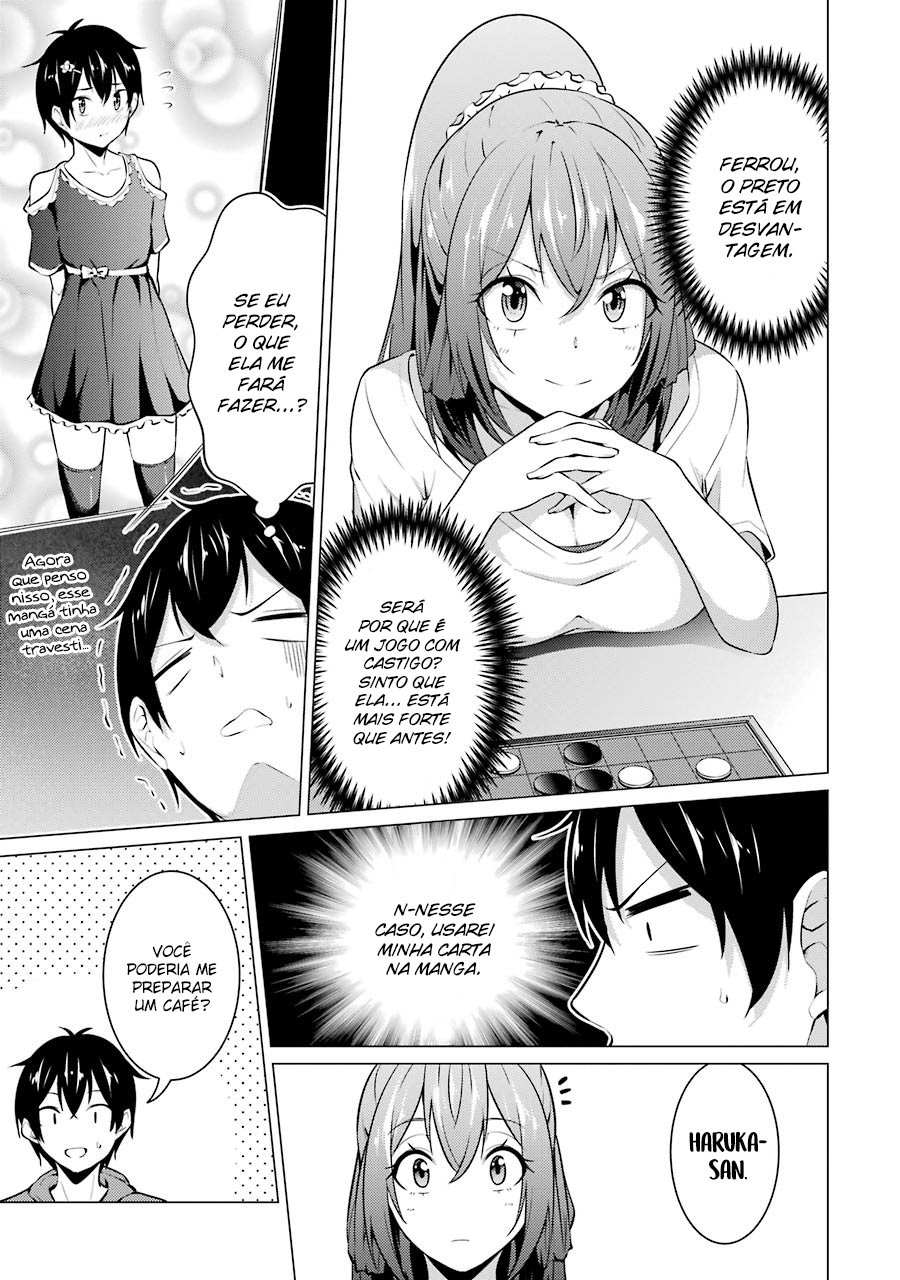 FERROU,
O PRETO
ESTÁ EM
DESVAN-
TAGEM.
SERÁ
POR QUE É
UM JOGO COM
CASTIGO?
SINTO QUE
ELA... ESTÁ
MAIS FORTE
QUE ANTES!
SE EU
PERDER,
O QUE
ELA ME
FARÁ
FAZER...?
Agora
que penso
nisso, esse
mangá tinha
uma cena
travesti...
N-NESSE
CASO, USAREI
MINHA CARTA
NA MANGA.
HARUKA-
SAN.
VOCÊ
PODERIA ME
PREPARAR
UM CAFÉ?